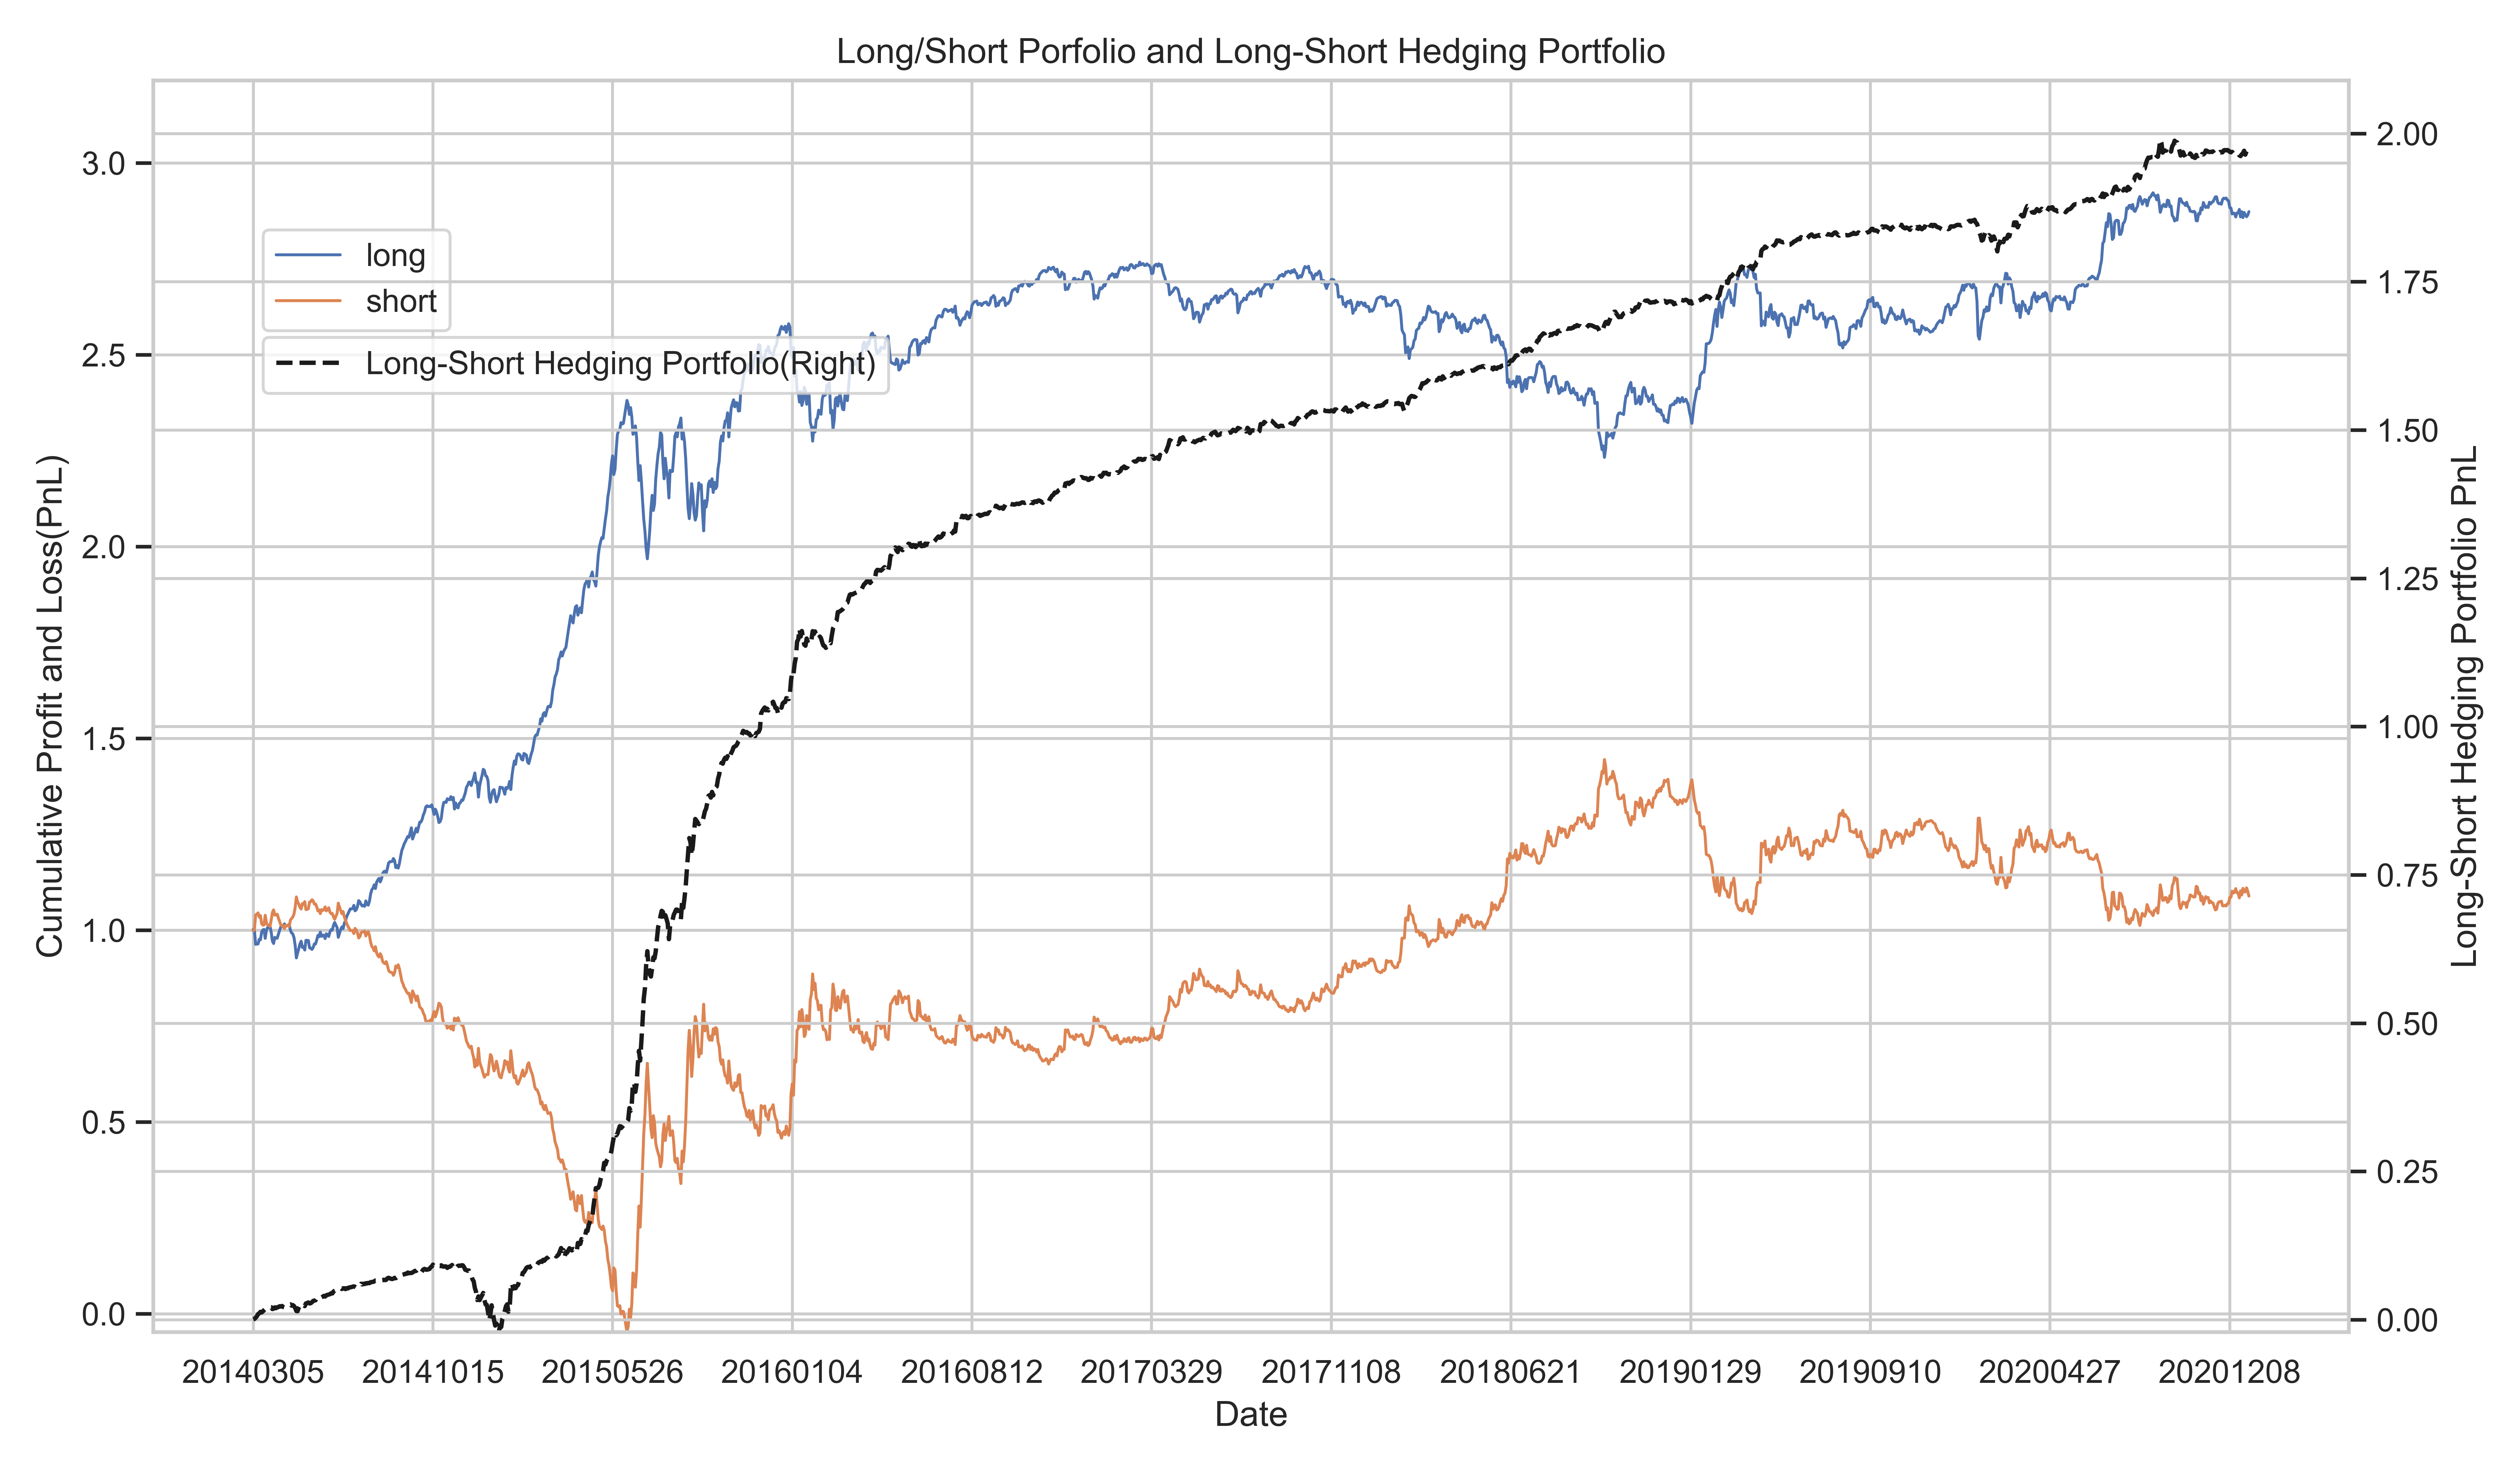 Long/Short Porfolio and Long-Short Hedging Portfolio
Cumulative Profit and Loss(PnL)
3.0
2.5
2.0
1.5
1.0
0.5
0.0
long
short
Long-Short Hedging Portfolio(Right)
2.00
1.75
1.50
1.25
1.00
0.75
0.50
0.25
0.00
Long-Short Hedging Portfolio PnL
20140305 20141015 20150526 20160104 20160812 20170329 20171108 20180621 20190129 20190910 20200427 20201208
Date